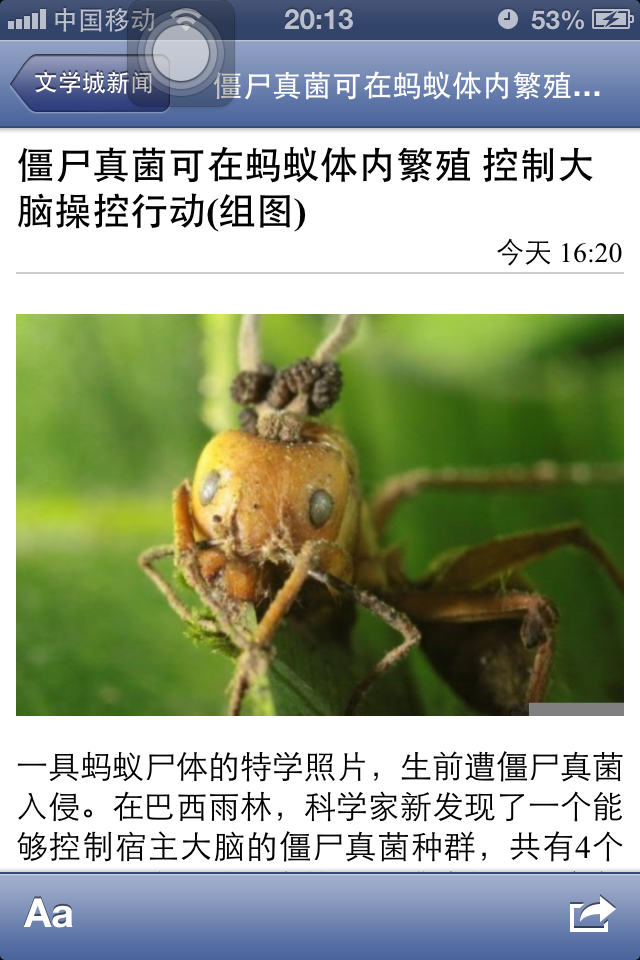 中国移动 20:13 53%
文学城新闻 僵尸真菌可在蚂蚁体内繁殖...
僵尸真菌可在蚂蚁体内繁殖 控制大
脑操控行动(组图)
今天 16:20
一具蚂蚁尸体的特学照片，生前遭僵尸真菌
入侵。在巴西雨林，科学家新发现了一个能
够控制宿主大脑的僵尸真菌种群，共有4个
Aa